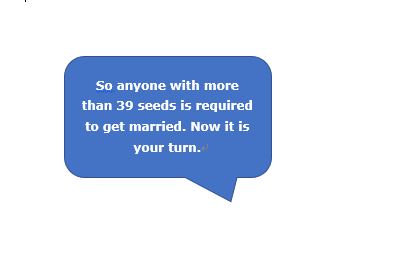 So anyone with more
than 39 seeds is required
to get married. Now it is
your turn.